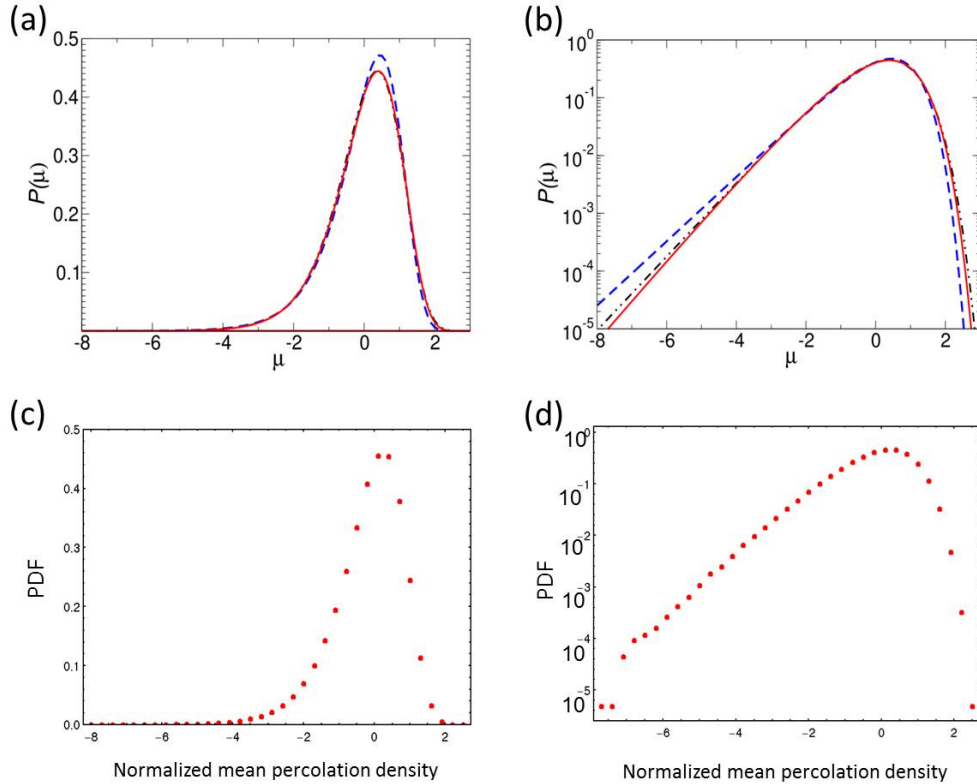 (a)
0.5
0.4
0.3
0.2
0.1
P(μ)
-8 -6 -4 -2 0 2
μ
(b)
10^0
10^-1
10^-2
10^-3
10^-4
10^-5
P(μ)
-8 -6 -4 -2 0 2
μ
(c)
0.5
0.4
0.3
0.2
0.1
0.0
PDF
-8 -6 -4 -2 0 2
Normalized mean percolation density
(d)
10^0
10^-1
10^-2
10^-3
10^-4
10^-5
PDF
-6 -4 -2 0 2
Normalized mean percolation density